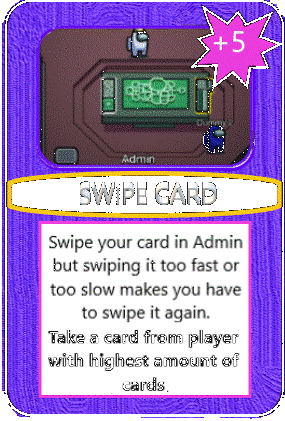 +5
Dummy
Admin
SWIPE CARD
Swipe your card in Admin
but swiping it too fast or
too slow makes you have
to swipe it again.
Take a card from player
with highest amount of
cards.